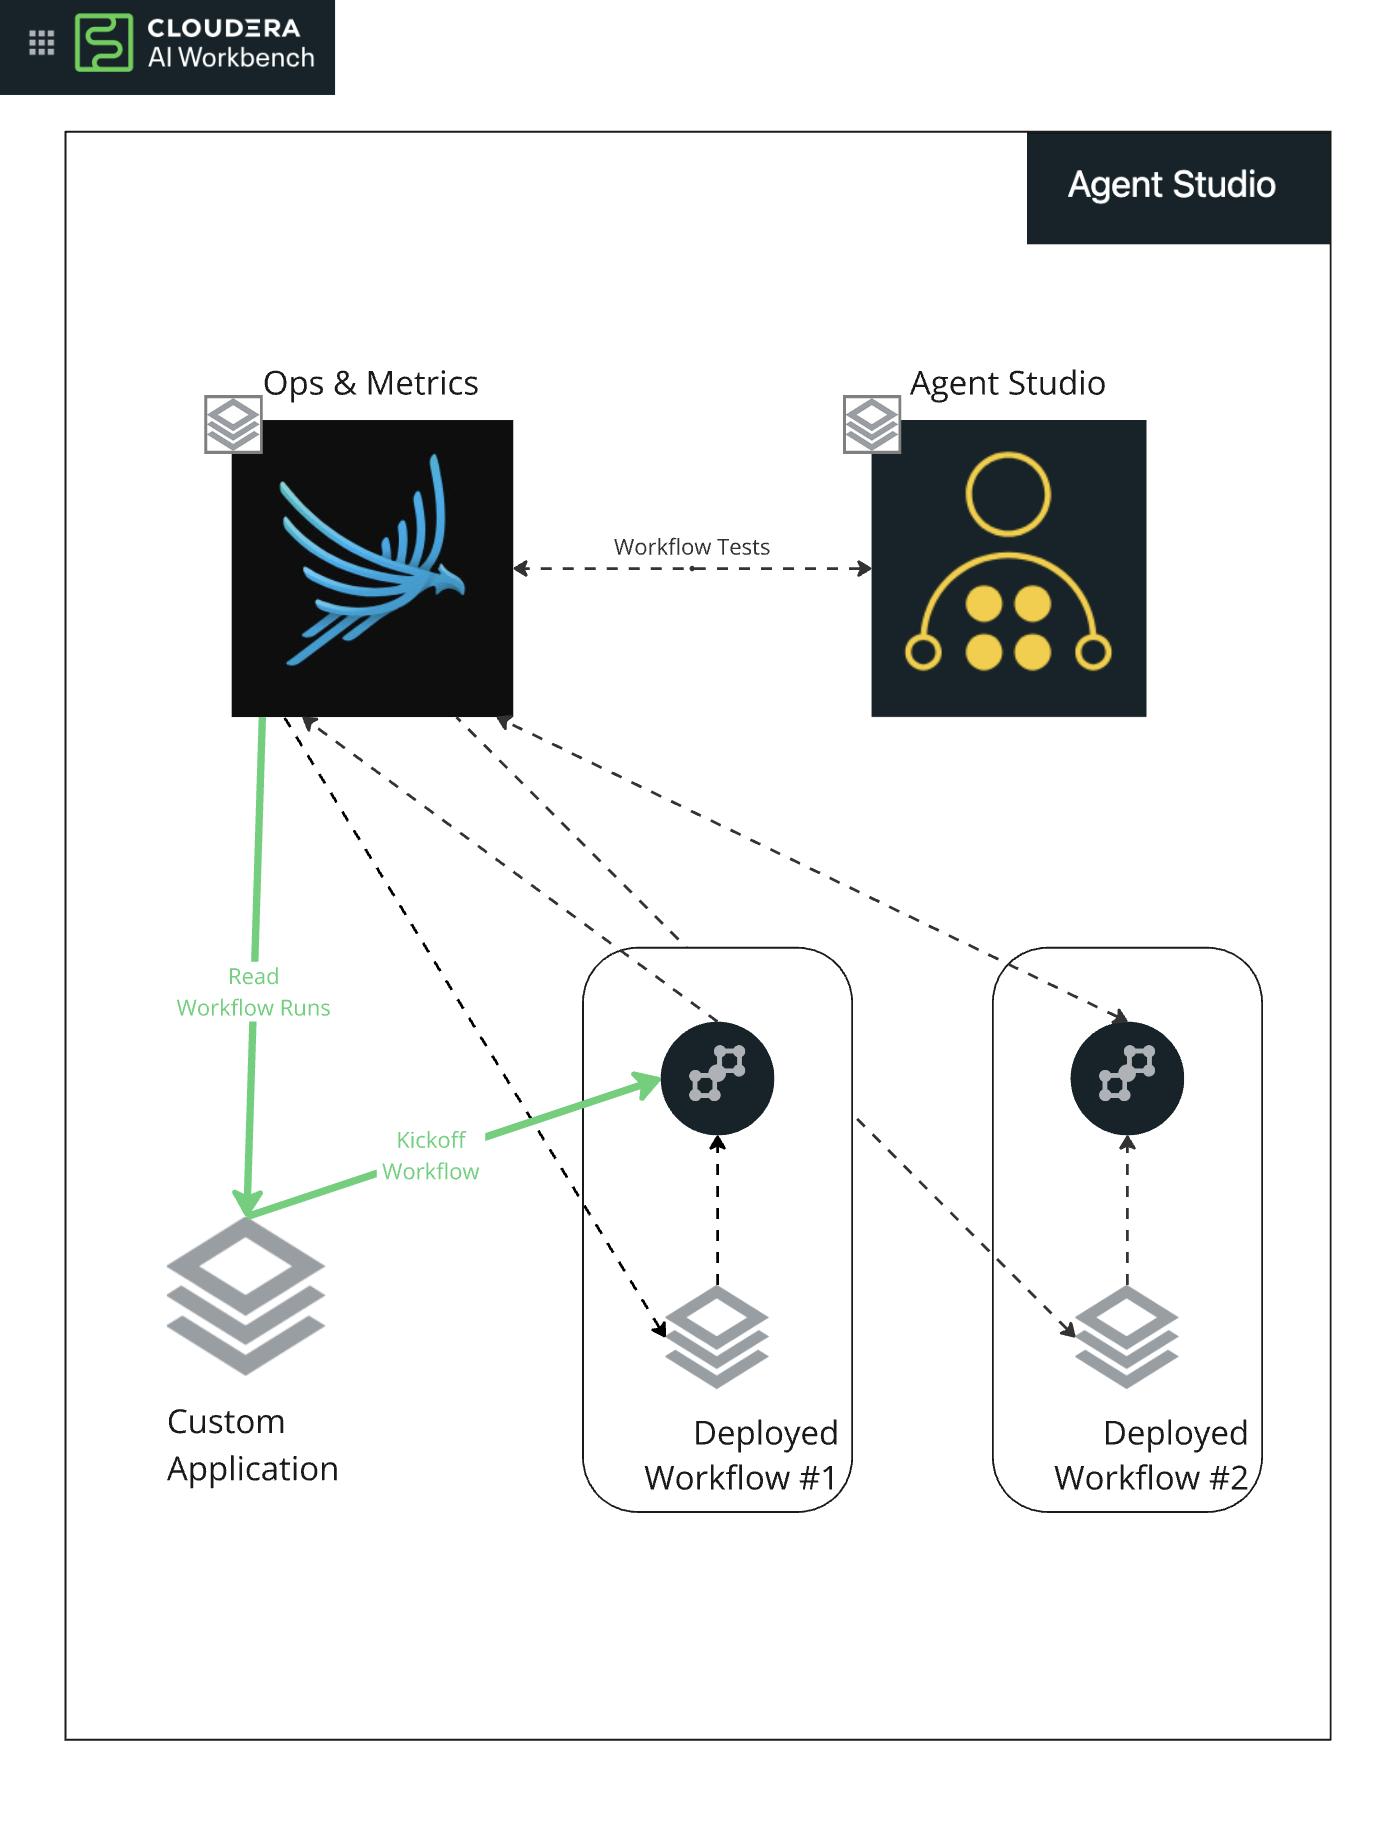 CLOUDERA
AI Workbench
Agent Studio
Ops & Metrics
Agent Studio
Workflow Tests
Read
Workflow Runs
Kickoff
Workflow
Custom
Application
Deployed
Workflow #1
Deployed
Workflow #2